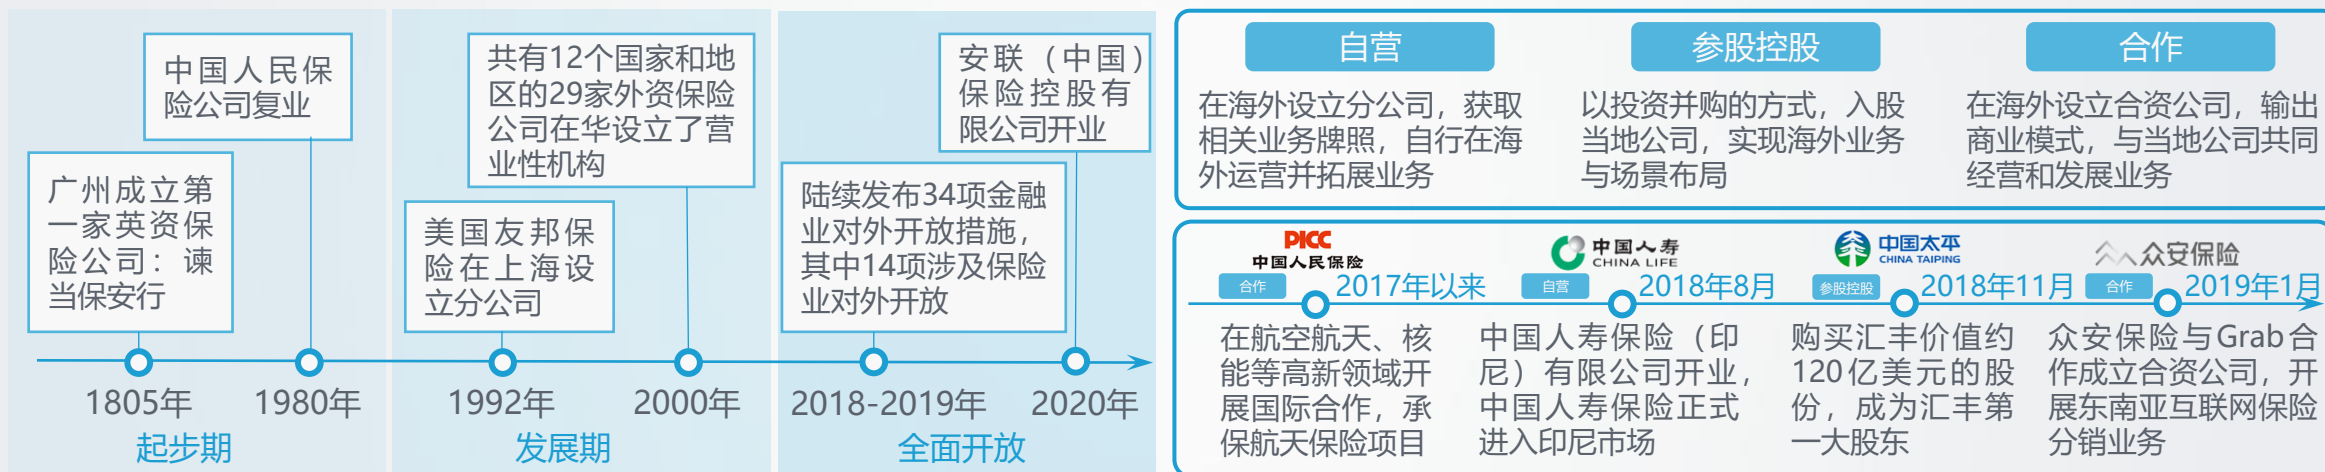 中国人民保
险公司复业
共有12个国家和地
区的29家外资保险
公司在华设立了营
业性机构
安联（中国）
保险控股有
限公司开业
广州成立第
一家英资保
险公司：谏
当保安行
美国友邦保
险在上海设
立分公司
陆续发布34项金融
业对外开放措施，
其中14项涉及保险
业对外开放
1805年
1980年
1992年
2000年
2018-2019年
2020年
起步期
发展期
全面开放
自营
在海外设立分公司，获取
相关业务牌照，自行在海
外运营并拓展业务
参股控股
以投资并购的方式，入股
当地公司，实现海外业务
与场景布局
合作
在海外设立合资公司，输出
商业模式，与当地公司共同
经营和发展业务
PICC
中国人民保险
合作
2017年以来
在航空航天、核
能等高新领域开
展国际合作，承
保航天保险项目
中国人寿
CHINA LIFE
自营
2018年8月
中国人寿保险（印
尼）有限公司开业，
中国人寿保险正式
进入印尼市场
中国太平
CHINA TAIPING
参股控股
2018年11月
购买汇丰价值约
120亿美元的股
份，成为汇丰第
一大股东
众安保险
合作
2019年1月
众安保险与Grab合
作成立合资公司，开
展东南亚互联网保险
分销业务